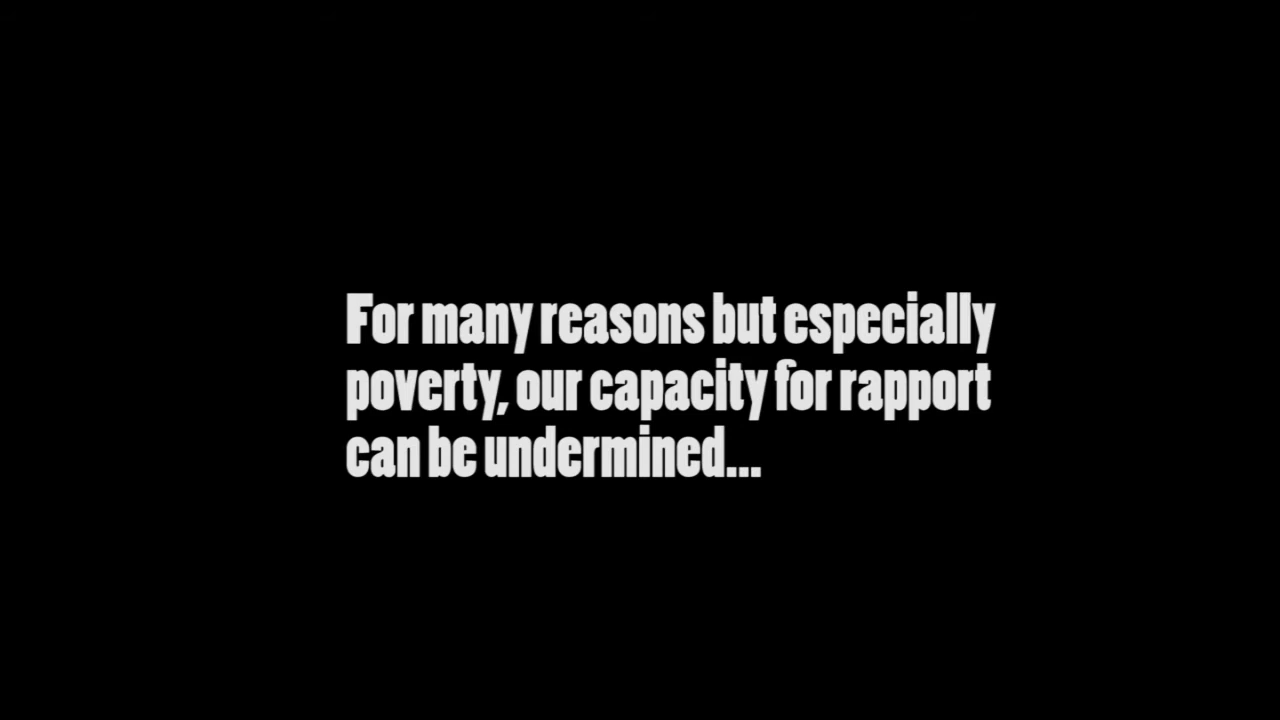 For many reasons but especially
poverty, our capacity for rapport
can be undermined...